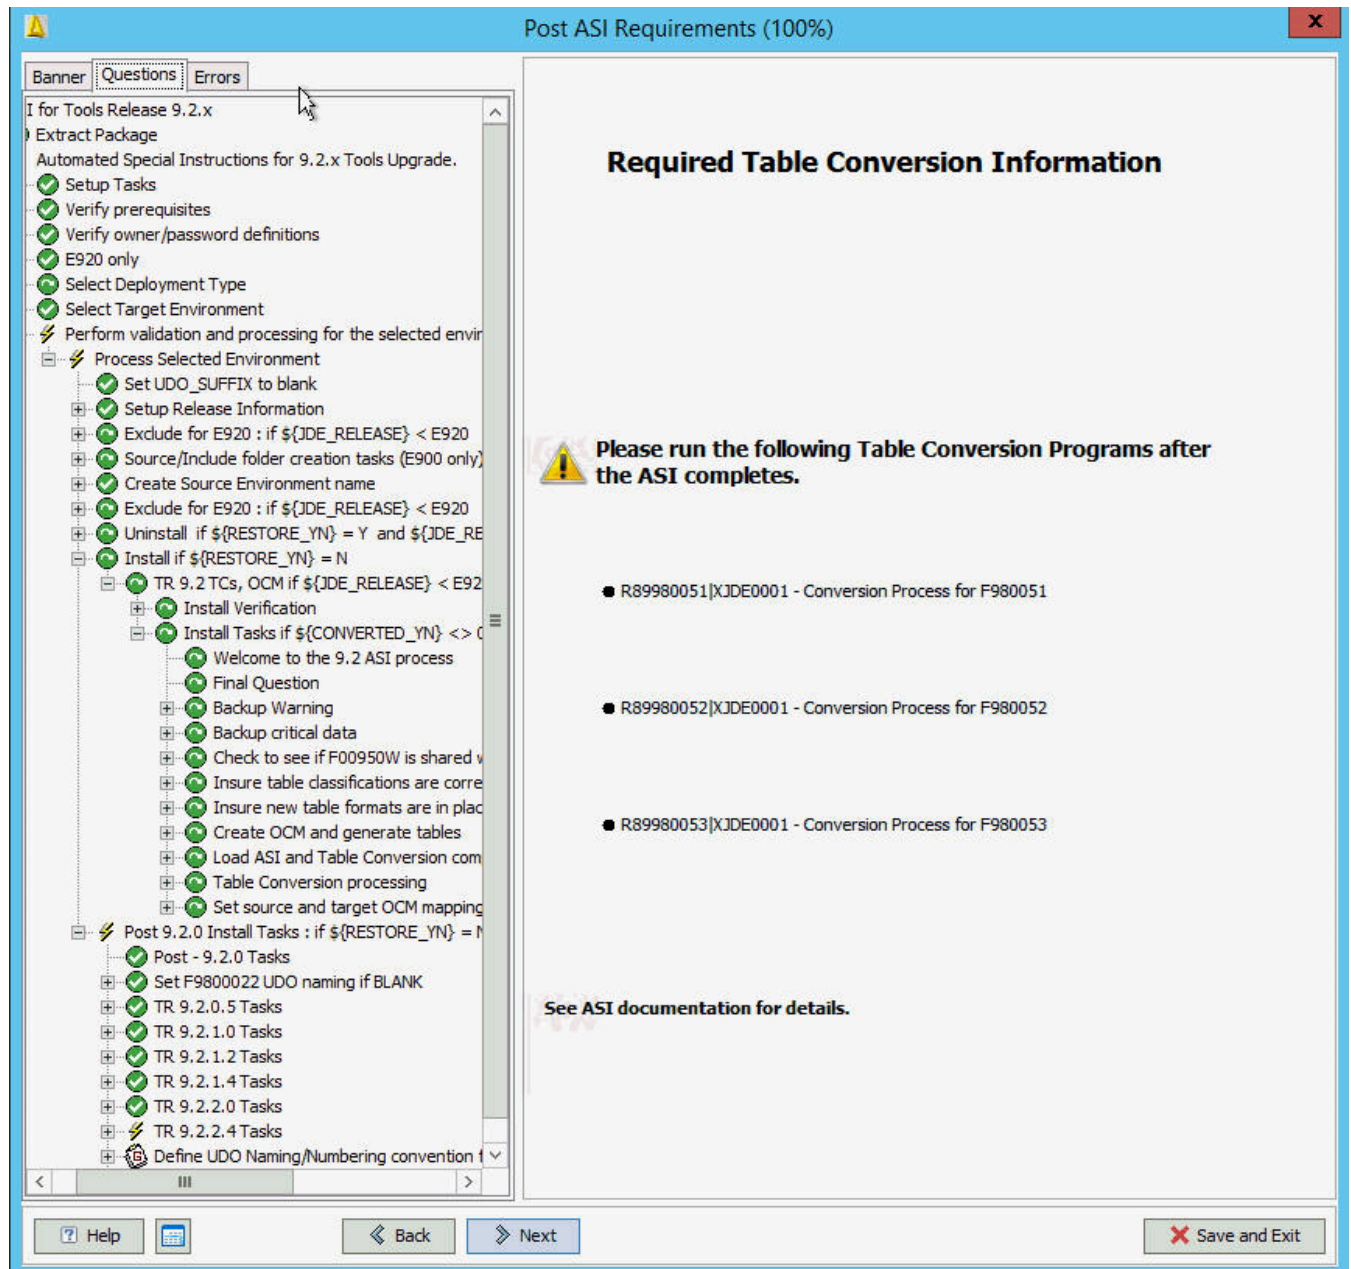 Post ASI Requirements (100%)
x
Banner
Questions
Errors
I for Tools Release 9.2.x
Extract Package
Automated Special Instructions for 9.2.x Tools Upgrade.
Setup Tasks
Verify prerequisites
Verify owner/password definitions
E920 only
Select Deployment Type
Select Target Environment
Perform validation and processing for the selected envir
Process Selected Environment
Set UDO_SUFFIX to blank
Setup Release Information
Exclude for E920 : if ${JDE_RELEASE} < E920
Source/Include folder creation tasks (E900 only)
Create Source Environment name
Exclude for E920 : if ${JDE_RELEASE} < E920
Uninstall if ${RESTORE_YN} = Y and ${JDE_RE
Install if ${RESTORE_YN} = N
TR 9.2 TCs, OCM if ${JDE_RELEASE} < E92
Install Verification
Install Tasks if ${CONVERTED_YN} <>
Welcome to the 9.2 ASI process
Final Question
Backup Warning
Backup critical data
Check to see if F00950W is shared
Insure table classifications are corre
Insure new table formats are in plac
Create OCM and generate tables
Load ASI and Table Conversion com
Table Conversion processing
Set source and target OCM mapping
Post 9.2.0 Install Tasks : if ${RESTORE_YN} = N
Post - 9.2.0 Tasks
Set F9800022 UDO naming if BLANK
TR 9.2.0.5 Tasks
TR 9.2.1.0 Tasks
TR 9.2.1.2 Tasks
TR 9.2.1.4 Tasks
TR 9.2.2.0 Tasks
TR 9.2.2.4 Tasks
Define UDO Naming/Numbering convention f
Required Table Conversion Information
Please run the following Table Conversion Programs after
the ASI completes.
R89980051|XJDE0001 - Conversion Process for F980051
R89980052|XJDE0001 - Conversion Process for F980052
R89980053|XJDE0001 - Conversion Process for F980053
See ASI documentation for details.
Help
Back
Next
Save and Exit